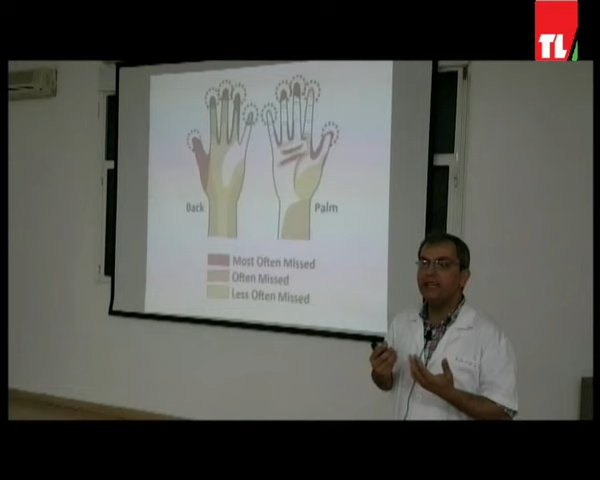 TL
Back
Palm
Most Often Missed
Often Missed
Less Often Missed